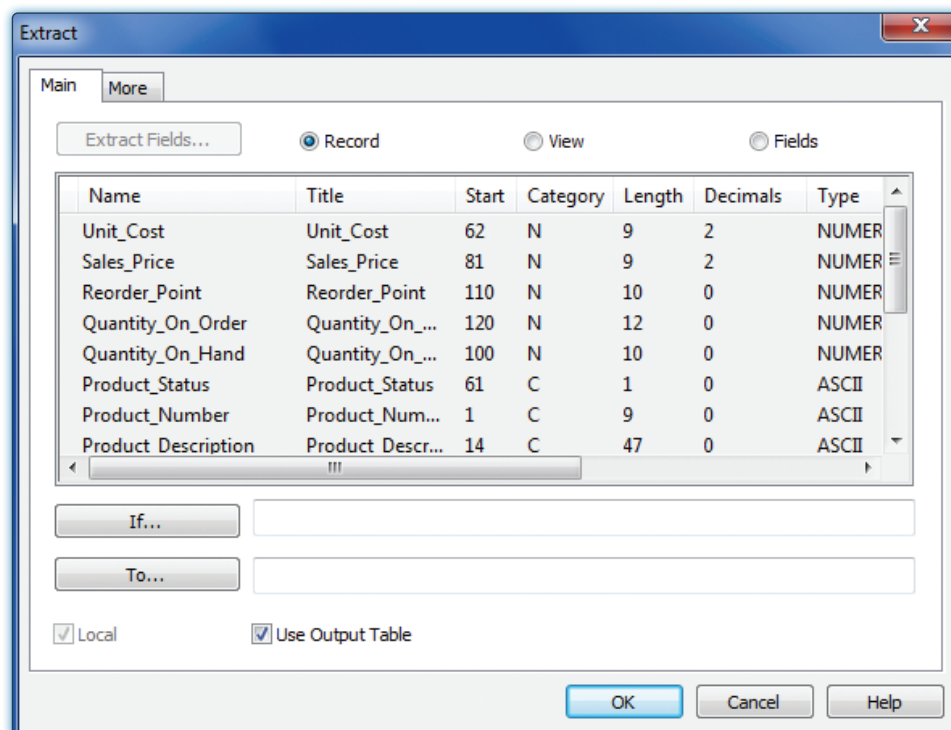 Extract
Main More
Extract Fields... Record View Fields
Name Title Start Category Length Decimals Type
Unit_Cost Unit_Cost 62 N 9 2 NUMER
Sales_Price Sales_Price 81 N 9 2 NUMER
Reorder_Point Reorder_Point 110 N 10 0 NUMER
Quantity_On_Order Quantity_On_... 120 N 12 0 NUMER
Quantity_On_Hand Quantity_On_... 100 N 10 0 NUMER
Product_Status Product_Status 61 C 1 0 ASCII
Product_Number Product_Num... 1 C 9 0 ASCII
Product_Description Product_Descr... 14 C 47 0 ASCII
If...
To...
Local Use Output Table
OK Cancel Help